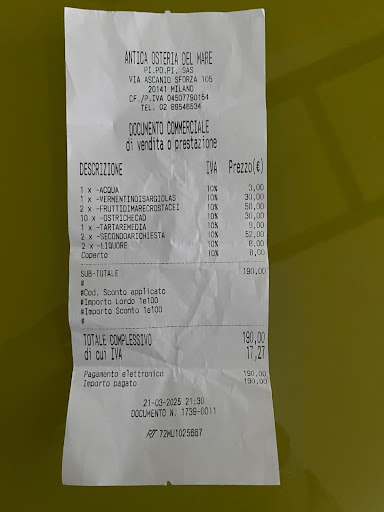 ANTICA OSTERIA DEL MARE
PI.PO.PI. SAS
VIA ASCANIO SFORZA 105
20141 MILANO
CF./P.IVA 04507790154
TEL. 02 89546534
DOCUMENTO COMMERCIALE
di vendita o prestazione
DESCRIZIONE IVA Prezzo(€)
1 x -ACQUA 10% 3,00
1 x -VERMENTINODISARGIOLAS 10% 30,00
2 x -FRUTTIDIMARECROSTACEI 10% 50,00
10 x -OSTRICHECAD 10% 30,00
1 x -TARTAREMEDIA 10% 9,00
2 x -SECONDOARICHIESTA 10% 52,00
2 x -LIQUORE 10% 8,00
Coperto 10% 8,00
SUB-TOTALE 190,00
#
#Cod. Sconto applicato
#Importo Lordo 1e100
#Importo Sconto 1e100
#
TOTALE COMPLESSIVO 190,00
di cui IVA 17,27
Pagamento elettronico 190,00
Importo pagato 190,00
21-03-2025 21:30
DOCUMENTO N. 1739-0011
RT 72MU1025667